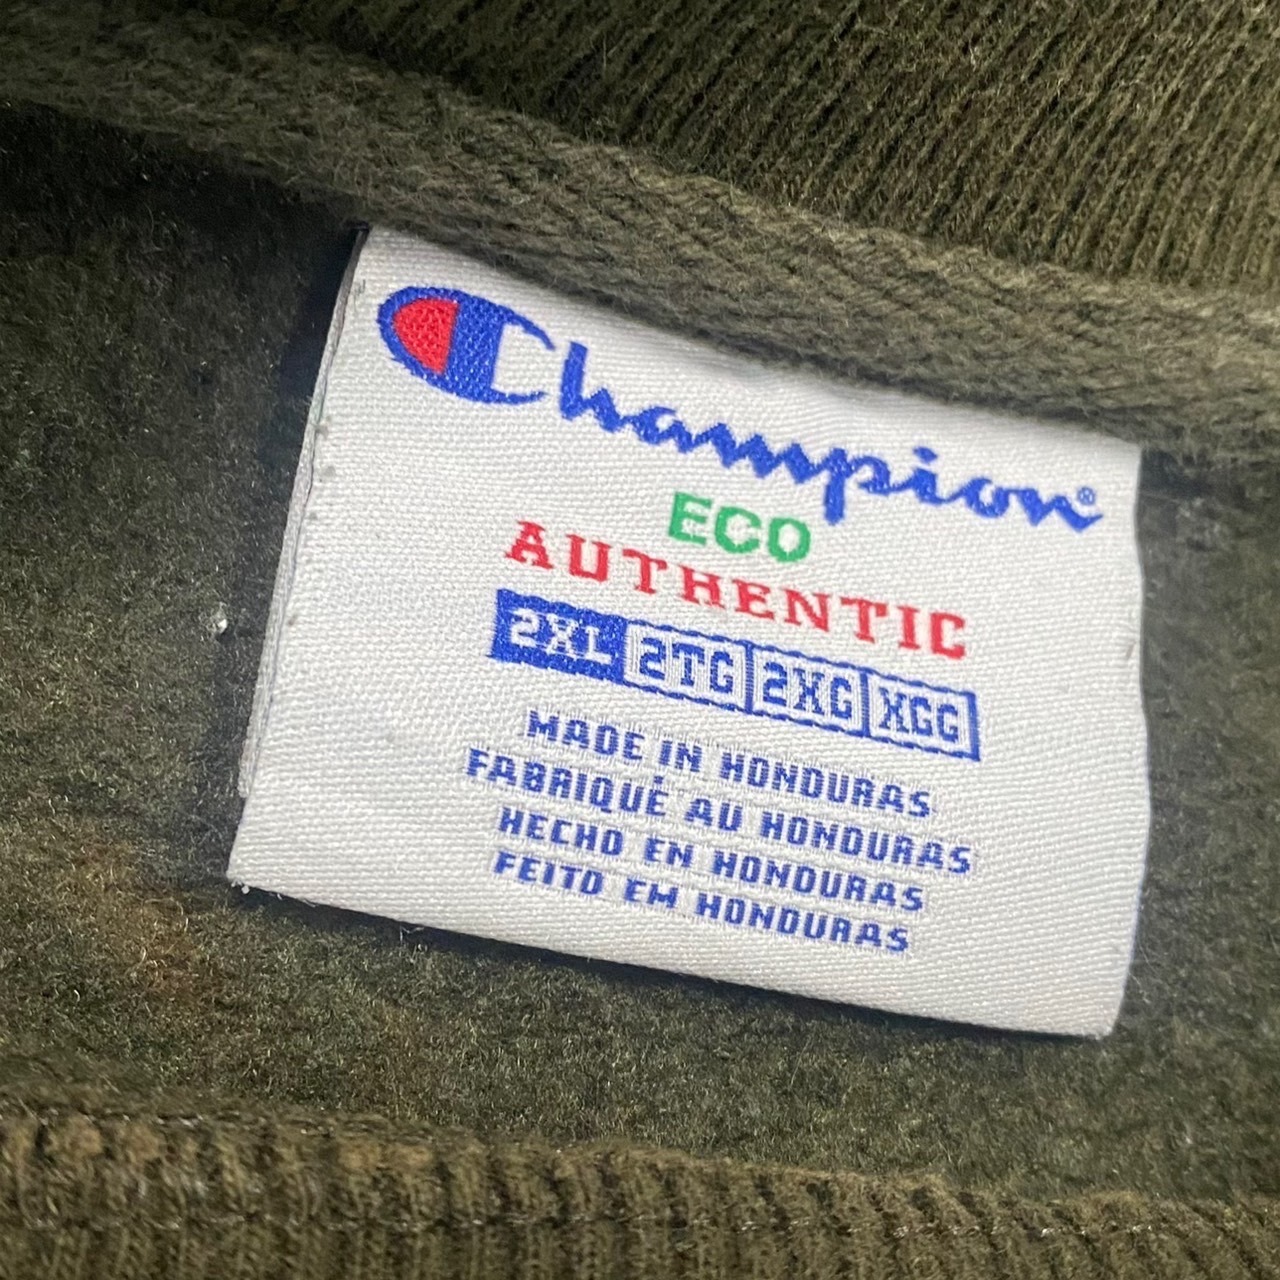 Champion®
ECO
AUTHENTIC
2XL 2TG 2XG XGG
MADE IN HONDURAS
FABRIQUÉ AU HONDURAS
HECHO EN HONDURAS
FEITO EM HONDURAS